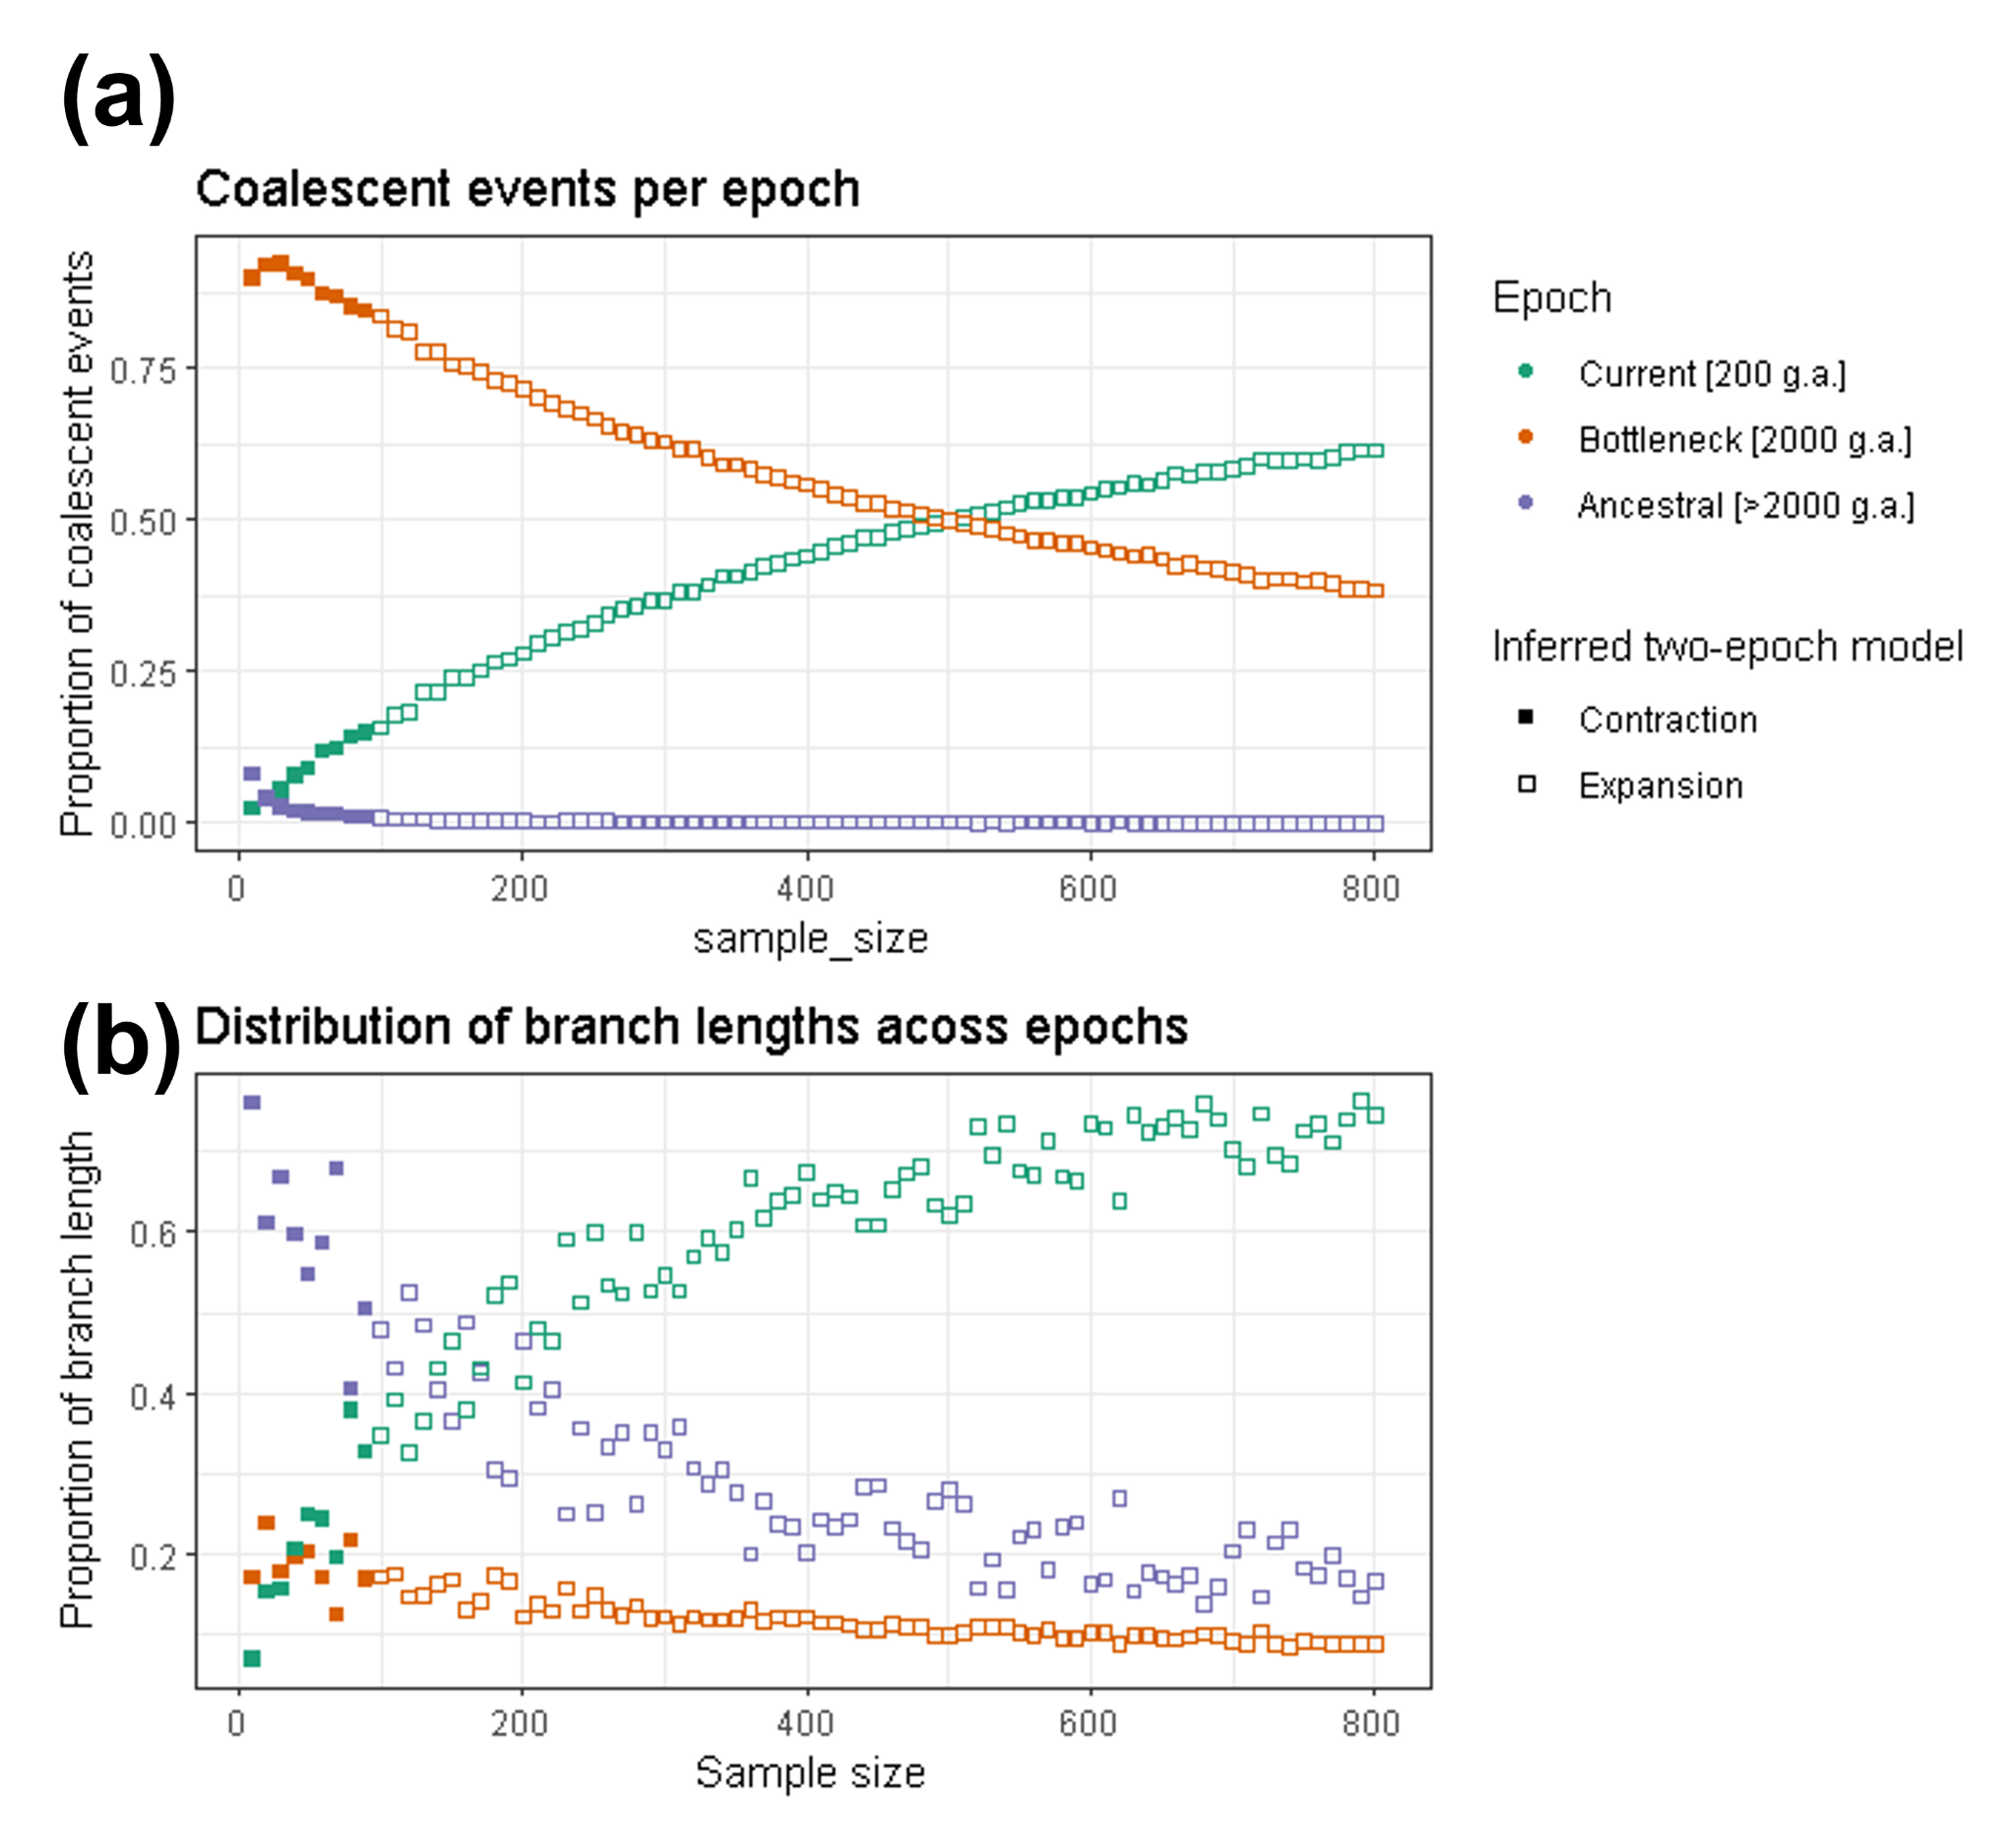 (a)
Coalescent events per epoch
Proportion of coalescent events
0.75
0.50
0.25
0.00
0 200 400 600 800
sample_size
Epoch
Current [200 g.a.]
Bottleneck [2000 g.a.]
Ancestral [>2000 g.a.]
Inferred two-epoch model
Contraction
Expansion
(b)
Distribution of branch lengths acoss epochs
Proportion of branch length
0.6
0.4
0.2
0 200 400 600 800
Sample size